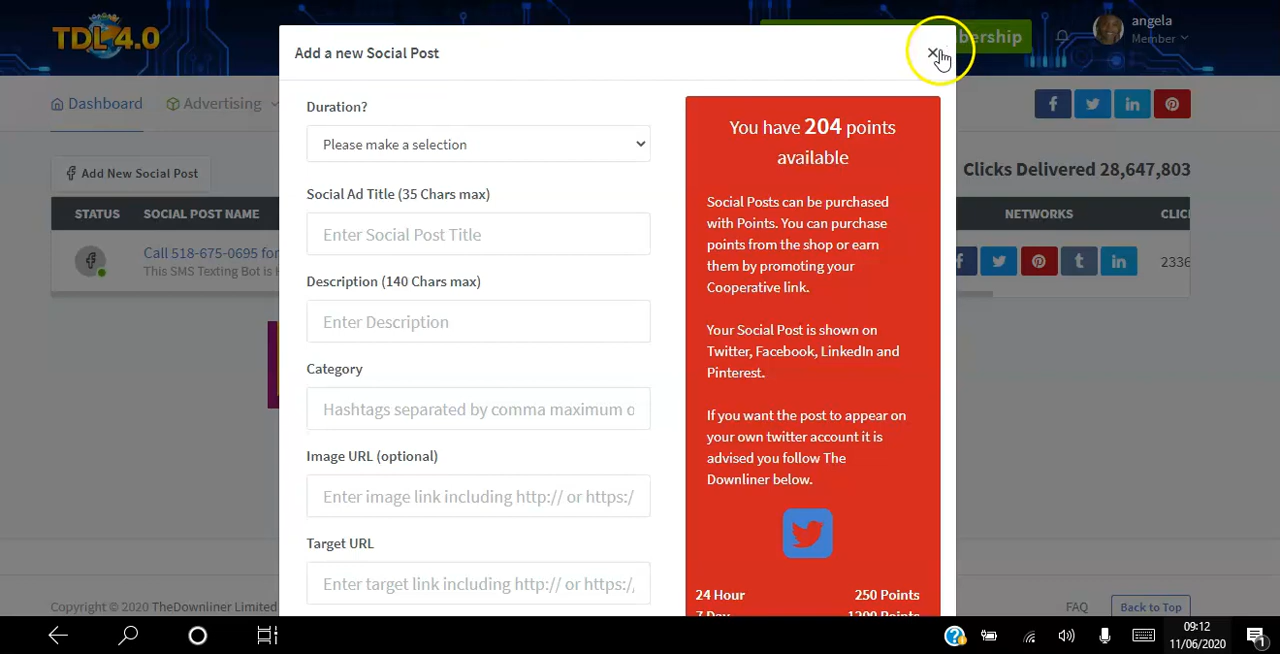 TDL 4.0
bership
angela
Member
Add a new Social Post
Dashboard
Advertising
Add New Social Post
Clicks Delivered 28,647,803
STATUS
SOCIAL POST NAME
NETWORKS
CLIC
Call 518-675-0695 for
This SMS Texting Bot is
2336
Duration?
Please make a selection
Social Ad Title (35 Chars max)
Enter Social Post Title
Description (140 Chars max)
Enter Description
Category
Hashtags separated by comma maximum o
Image URL (optional)
Enter image link including http:// or https:/
Target URL
Enter target link including http:// or https:/
You have 204 points
available
Social Posts can be purchased
with Points. You can purchase
points from the shop or earn
them by promoting your
Cooperative link.
Your Social Post is shown on
Twitter, Facebook, LinkedIn and
Pinterest.
If you want the post to appear on
your own twitter account it is
advised you follow The
Downliner below.
24 Hour 250 Points
7 Day 1200 Points
Copyright © 2020 TheDownliner Limited
FAQ
Back to Top
09:12
11/06/2020
1